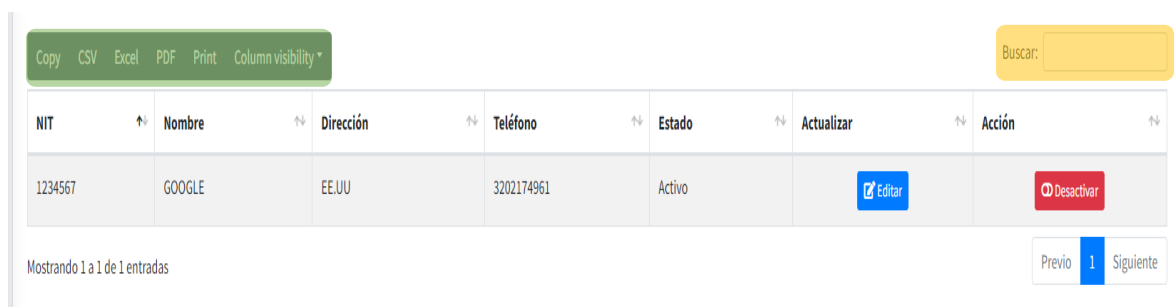 Copy CSV Excel PDF Print Column visibility Buscar:
NIT Nombre Dirección Teléfono Estado Actualizar Acción
1234567 GOOGLE EE.UU 3202174961 Activo Editar Desactivar
Mostrando 1 a 1 de 1 entradas Previo 1 Siguiente